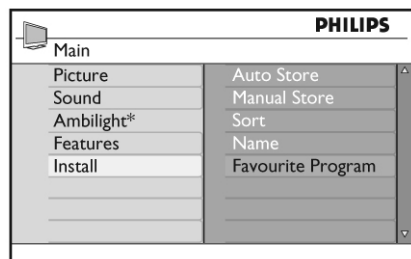 PHILIPS
Main
Picture
Sound
Ambilight*
Features
Install
Auto Store
Manual Store
Sort
Name
Favourite Program